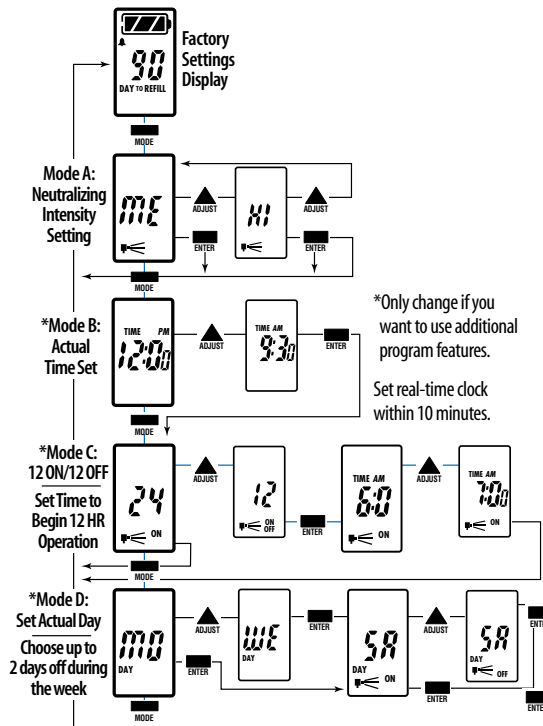 90
DAY TO REFILL
Factory
Settings
Display
MODE
Mode A:
Neutralizing
Intensity
Setting
ME
ADJUST
HI
ADJUST
ENTER
ENTER
MODE
*Mode B:
Actual
Time Set
TIME PM
12:00
ADJUST
TIME AM
9:30
ENTER
*Only change if you
want to use additional
program features.
Set real-time clock
within 10 minutes.
MODE
*Mode C:
12 ON/12 OFF
Set Time to
Begin 12 HR
Operation
24
ON
ADJUST
12
ON
OFF
ENTER
TIME AM
6:0
ON
ADJUST
TIME AM
7:00
ON
MODE
*Mode D:
Set Actual Day
Choose up to
2 days off during
the week
MO
DAY
ADJUST
ENTER
WE
DAY
ENTER
SA
DAY
ON
ADJUST
ENTER
SA
DAY
OFF
ENTE
ENTE
MODE